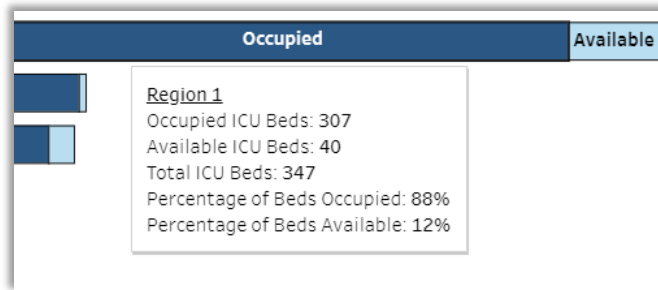 Occupied
Available
Region 1
Occupied ICU Beds: 307
Available ICU Beds: 40
Total ICU Beds: 347
Percentage of Beds Occupied: 88%
Percentage of Beds Available: 12%